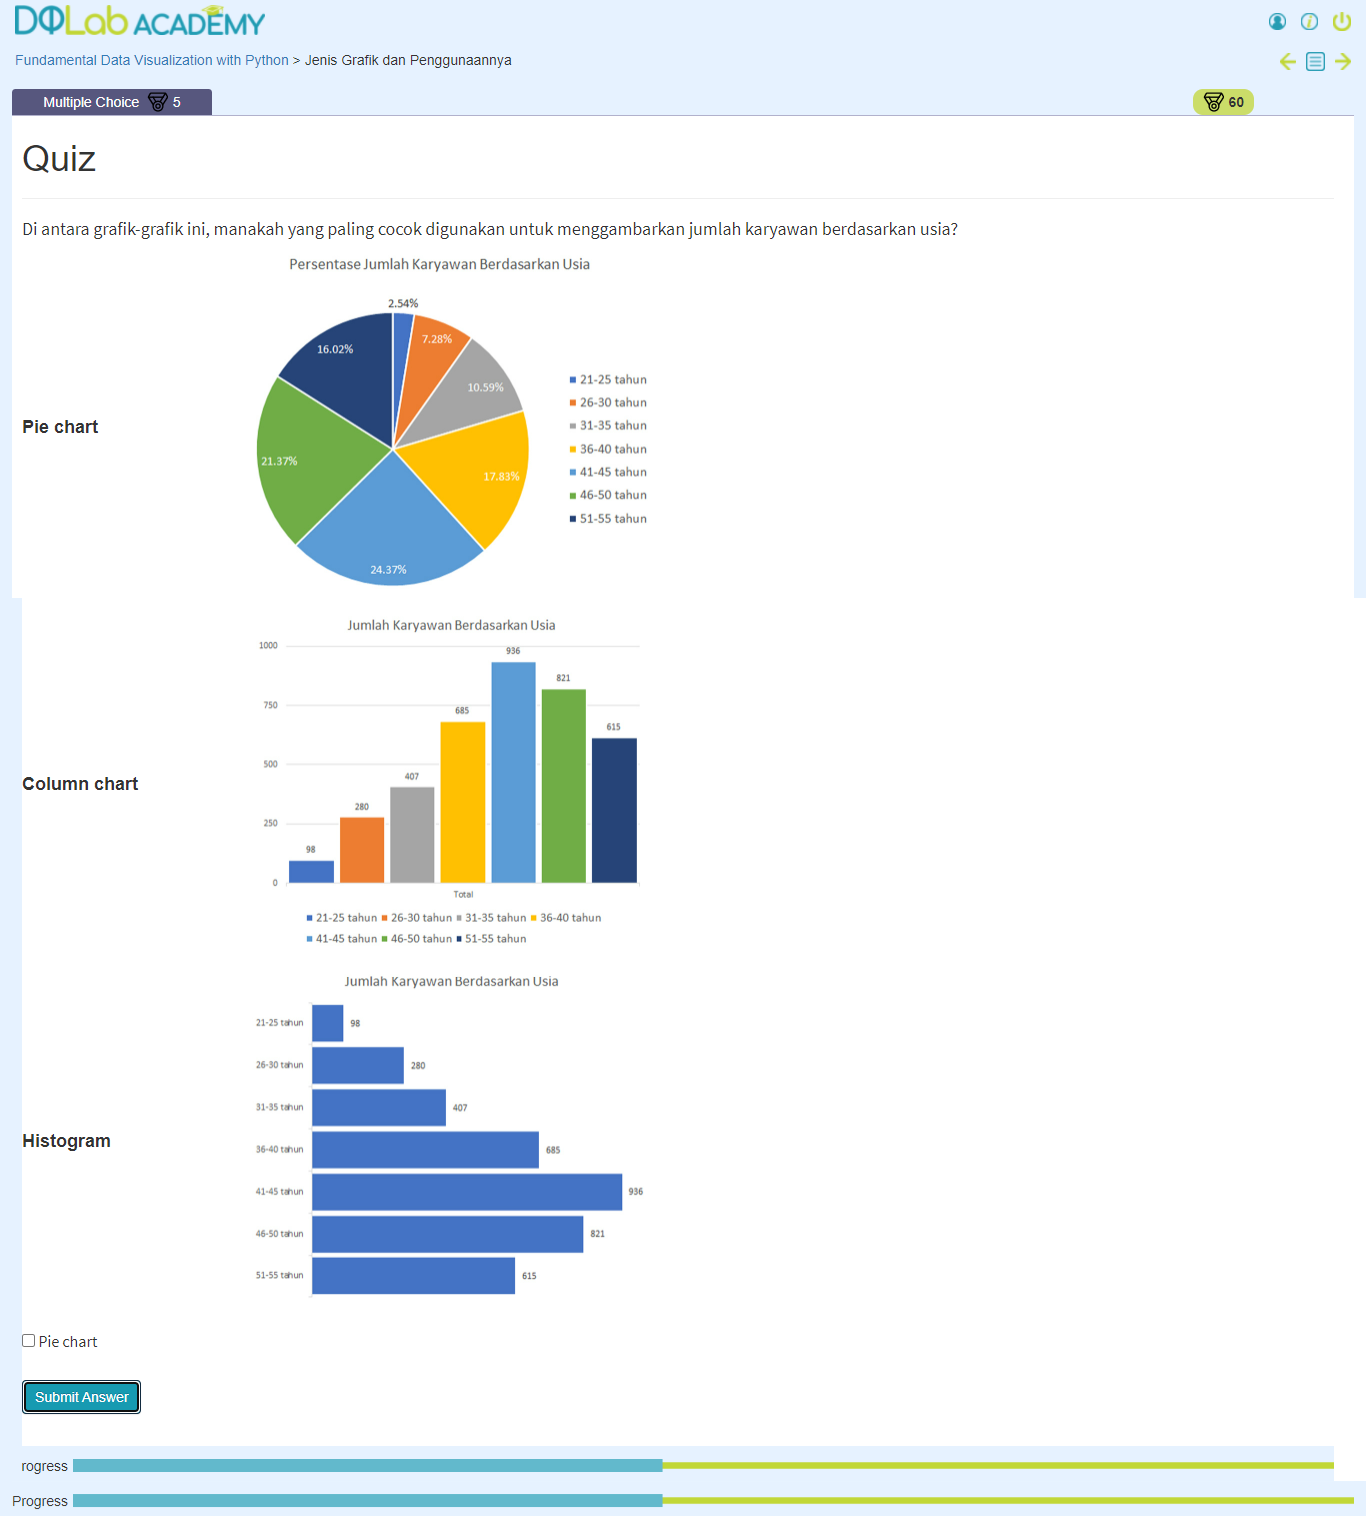 DQLab ACADEMY
Fundamental Data Visualization with Python > Jenis Grafik dan Penggunaannya
Multiple Choice 5
60
Quiz
Di antara grafik-grafik ini, manakah yang paling cocok digunakan untuk menggambarkan jumlah karyawan berdasarkan usia?
Pie chart
Persentase Jumlah Karyawan Berdasarkan Usia
2.54%
7.28%
10.59%
17.83%
24.37%
21.37%
16.02%
21-25 tahun
26-30 tahun
31-35 tahun
36-40 tahun
41-45 tahun
46-50 tahun
51-55 tahun
Column chart
Jumlah Karyawan Berdasarkan Usia
1000
750
500
250
0
98
280
407
685
936
821
615
Total
21-25 tahun 26-30 tahun 31-35 tahun 36-40 tahun
41-45 tahun 46-50 tahun 51-55 tahun
Histogram
Jumlah Karyawan Berdasarkan Usia
21-25 tahun 98
26-30 tahun 280
31-35 tahun 407
36-40 tahun 685
41-45 tahun 936
46-50 tahun 821
51-55 tahun 615
Pie chart
Submit Answer
rogress
Progress